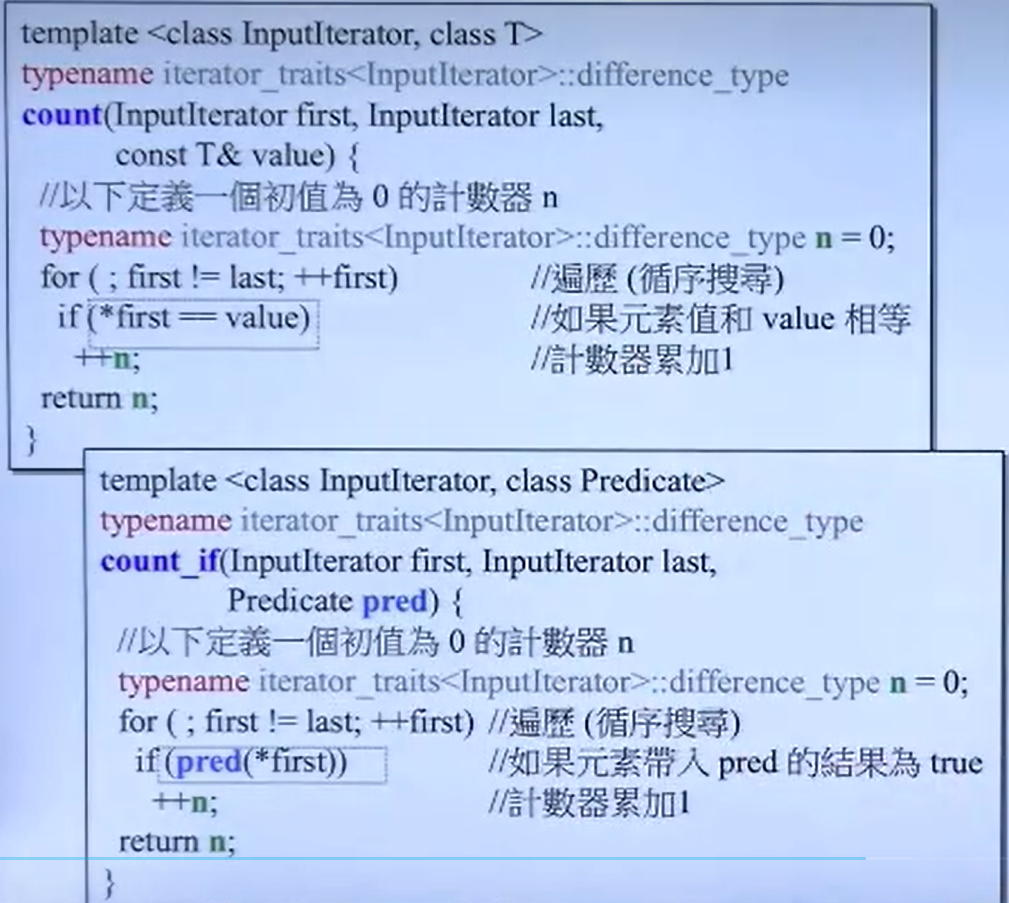 template <class InputIterator, class T>
typename iterator_traits<InputIterator>::difference_type
count(InputIterator first, InputIterator last,
const T& value) {
//以下定義一個初值為 0 的計數器 n
typename iterator_traits<InputIterator>::difference_type n = 0;
for ( ; first != last; ++first) //遍歷 (循序搜尋)
if (*first == value) //如果元素值和 value 相等
++n; //計數器累加1
return n;
}
template <class InputIterator, class Predicate>
typename iterator_traits<InputIterator>::difference_type
count_if(InputIterator first, InputIterator last,
Predicate pred) {
//以下定義一個初值為 0 的計數器 n
typename iterator_traits<InputIterator>::difference_type n = 0;
for ( ; first != last; ++first) //遍歷 (循序搜尋)
if (pred(*first)) //如果元素帶入 pred 的結果為 true
++n; //計數器累加1
return n;
}